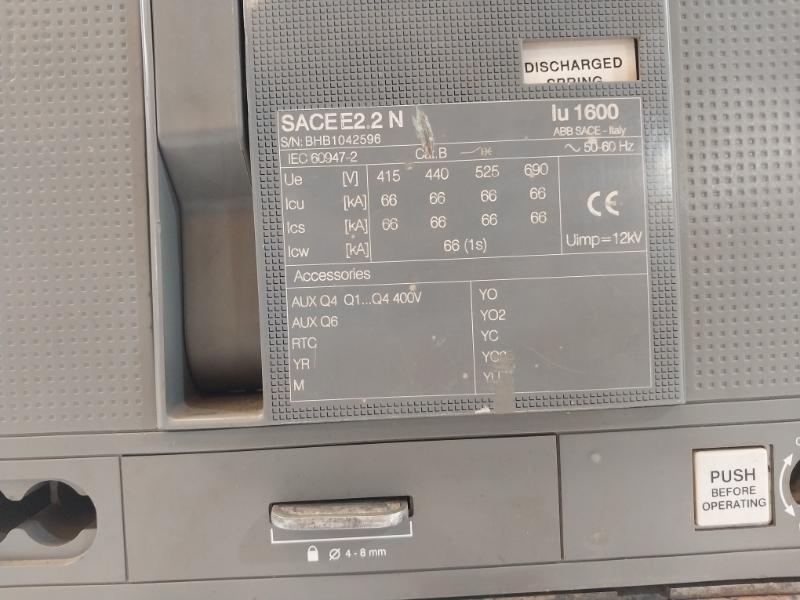 DISCHARGED
SPRING
SACE E2.2 N Iu 1600
S/N: BHB1042596 ABB SACE - Italy
IEC 60947-2 Cat.B ~ 50-60 Hz
Ue [V] 415 440 525 690
Icu [kA] 66 66 66 66
Ics [kA] 66 66 66 66
Icw [kA] 66 (1s)
CE
Uimp=12kV
Accessories
AUX Q4 Q1...Q4 400V
AUX Q6
RTC
YR
M
YO
YO2
YC
PUSH
BEFORE
OPERATING
Ø 4-8 mm